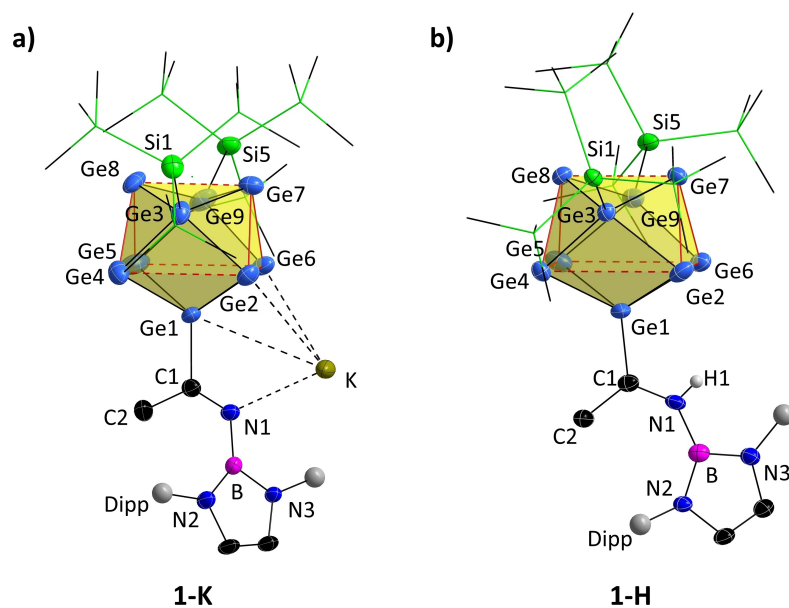 a)
Si1
Si5
Ge8
Ge7
Ge3
Ge9
Ge5
Ge6
Ge4
Ge2
Ge1
K
C1
C2
N1
B
Dipp
N2
N3
1-K
b)
Si5
Si1
Ge8
Ge7
Ge3
Ge9
Ge5
Ge6
Ge4
Ge2
Ge1
C1
H1
C2
N1
B
N3
N2
Dipp
1-H